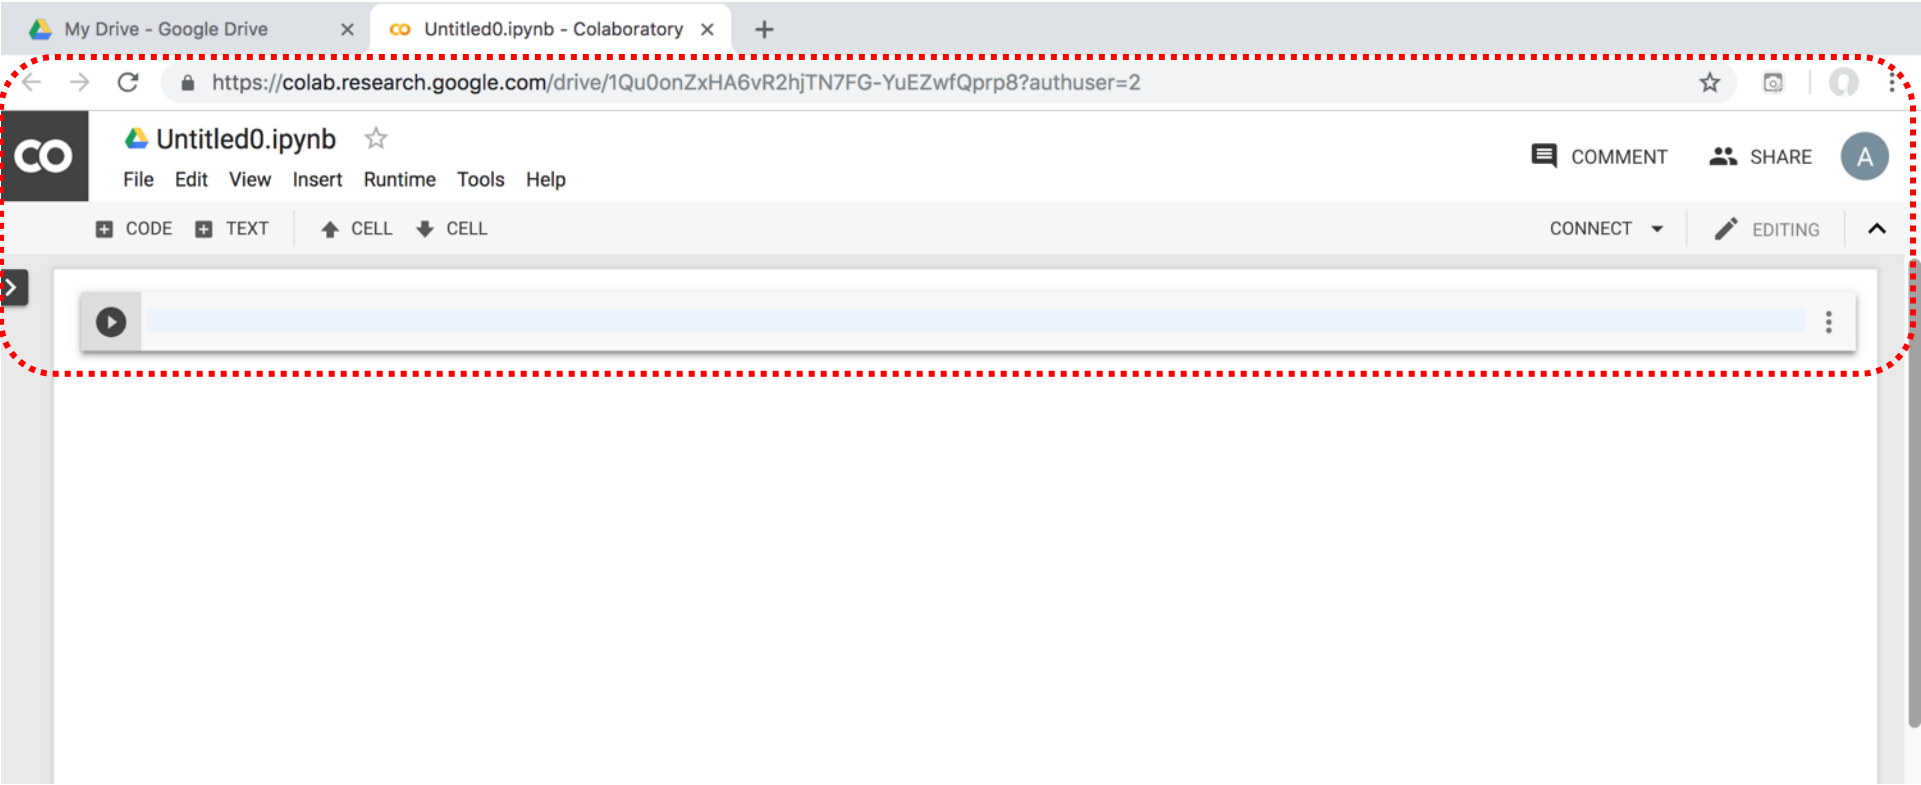 My Drive - Google Drive
Untitled0.ipynb - Colaboratory
https://colab.research.google.com/drive/1Qu0onZxHA6vR2hjTN7FG-YuEZwfQprp8?authuser=2
CO
Untitled0.ipynb
COMMENT SHARE A
File Edit View Insert Runtime Tools Help
CODE TEXT CELL CELL CONNECT EDITING